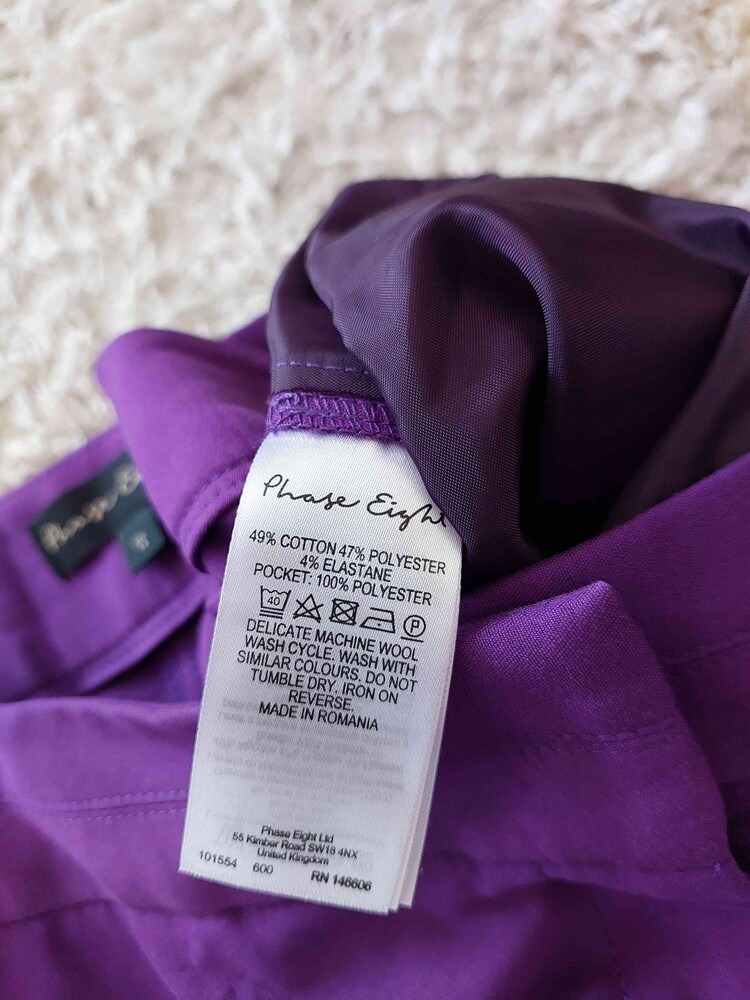 Phase Eight
49% COTTON 47% POLYESTER
4% ELASTANE
POCKET: 100% POLYESTER
40 P
DELICATE MACHINE WOOL
WASH CYCLE. WASH WITH
SIMILAR COLOURS. DO NOT
TUMBLE DRY. IRON ON
REVERSE.
MADE IN ROMANIA
Phase Eight Ltd
55 Kimber Road SW18 4NX
United Kingdom
101554 600 RN 146606
Phase